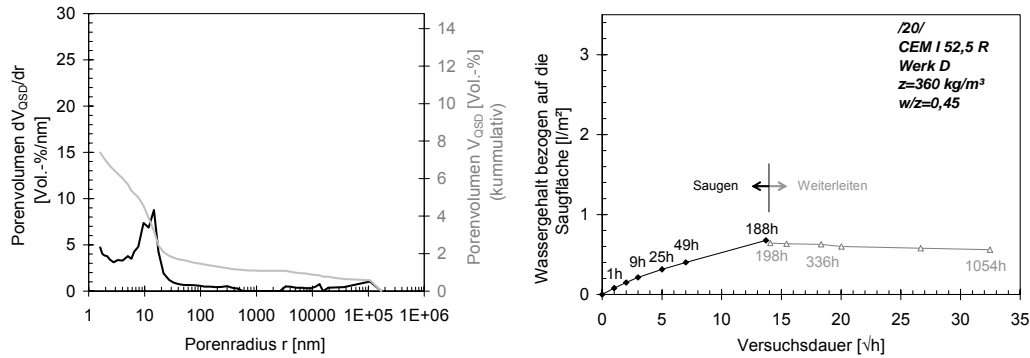 Porenvolumen dV_QSD/dr
[Vol.-%/nm]
30
25
20
15
10
5
0
14
12
10
8
6
4
2
0
Porenvolumen V_QSD [Vol.-%]
(kummulativ)
1
10
100
1000
10000
1E+05
1E+06
Porenradius r [nm]
Wassergehalt bezogen auf die
Saugfläche [l/m²]
3
2
1
0
/20/
CEM I 52,5 R
Werk D
z=360 kg/m³
w/z=0,45
Saugen
Weiterleiten
1h
9h
25h
49h
188h
198h
336h
1054h
0
5
10
15
20
25
30
35
Versuchsdauer [√h]